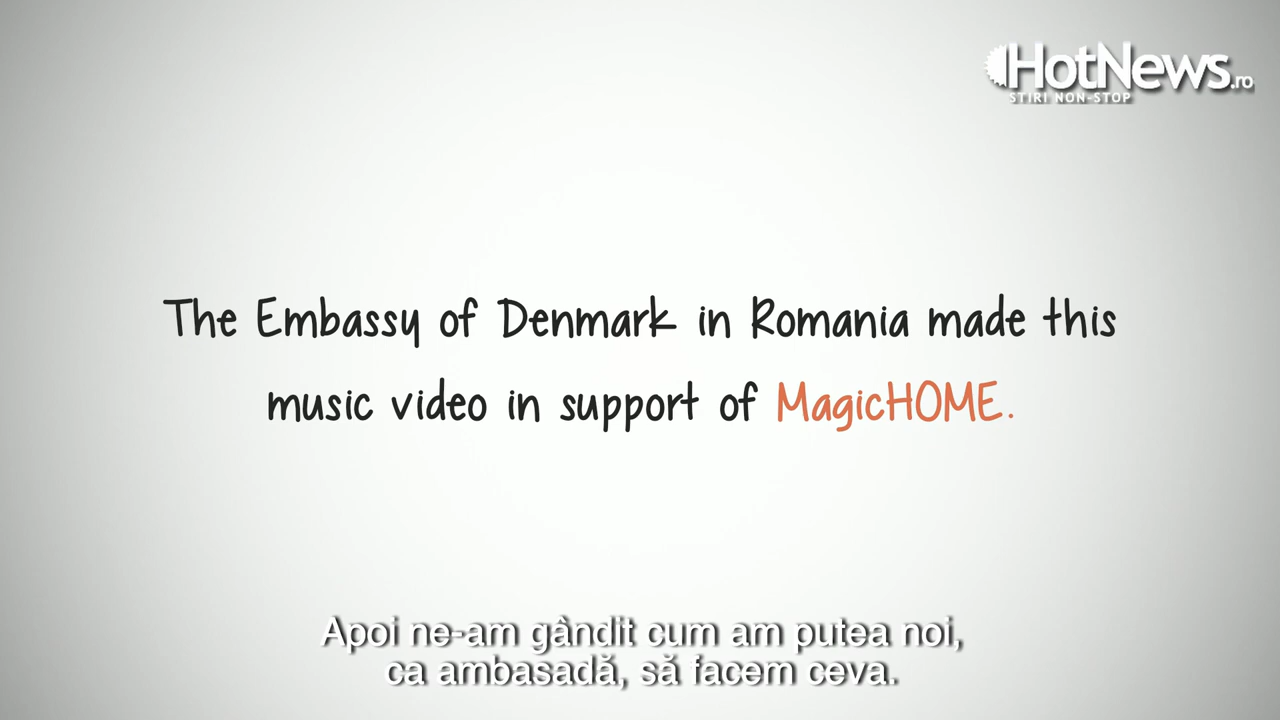 HotNews.ro
STIRI NON-STOP
The Embassy of Denmark in Romania made this
music video in support of MagicHOME.
Apoi ne-am gândit cum am putea noi,
ca ambasadă, să facem ceva.